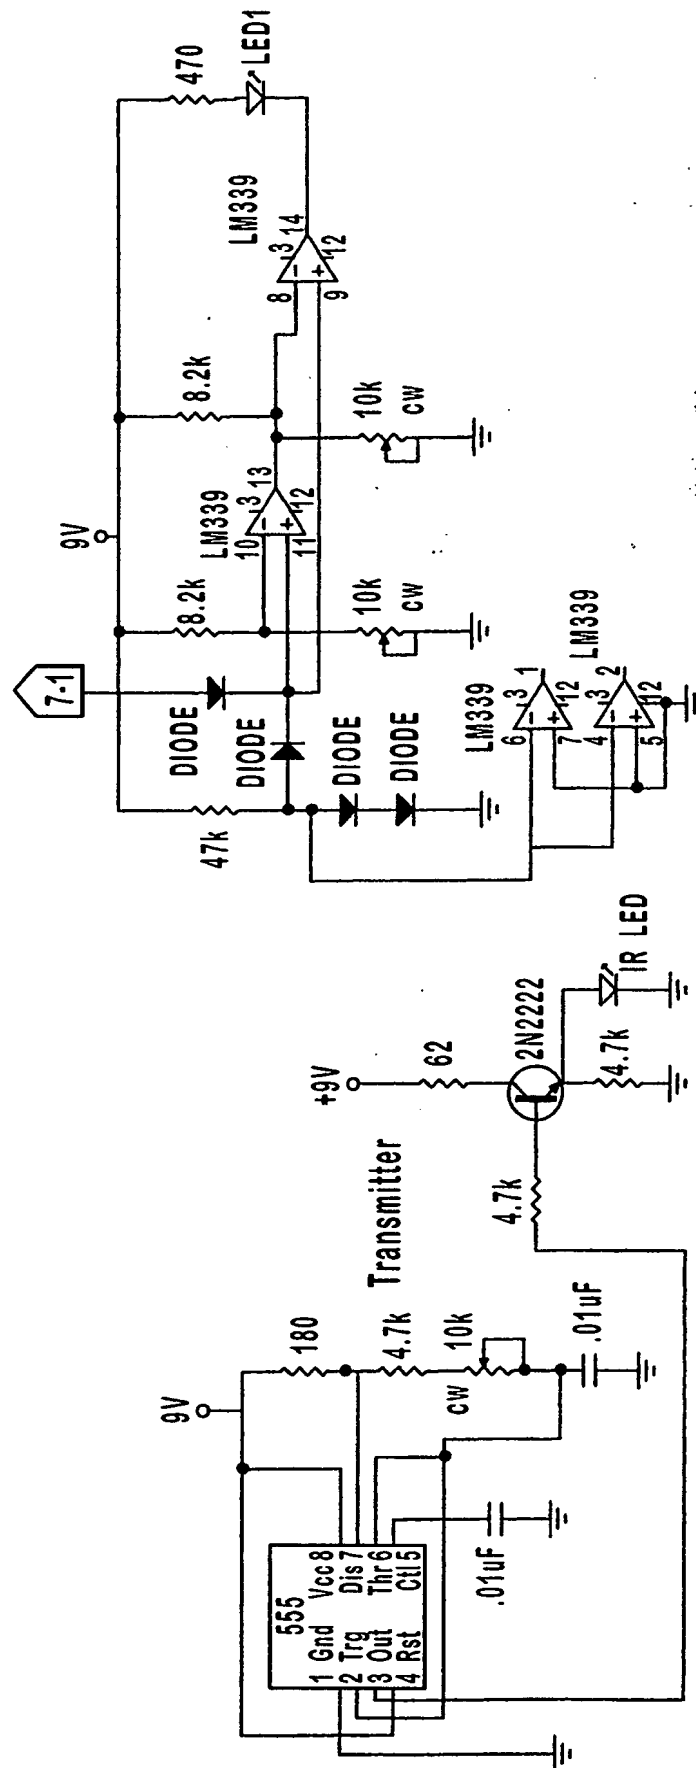 9V
7-1
DIODE
DIODE
47k
DIODE
DIODE
8.2k
10k
cw
LM339
10
11
3
12
13
8.2k
10k
cw
LM339
8
9
3
12
14
470
LED1
LM339
6
7
3
12
1
LM339
4
5
3
12
2
9V
555
1 Gnd Vcc 8
2 Trg Dis 7
3 Out Thr 6
4 Rst Ctl 5
180
4.7k
10k
cw
.01uF
.01uF
Transmitter
+9V
62
2N2222
4.7k
4.7k
IR LED